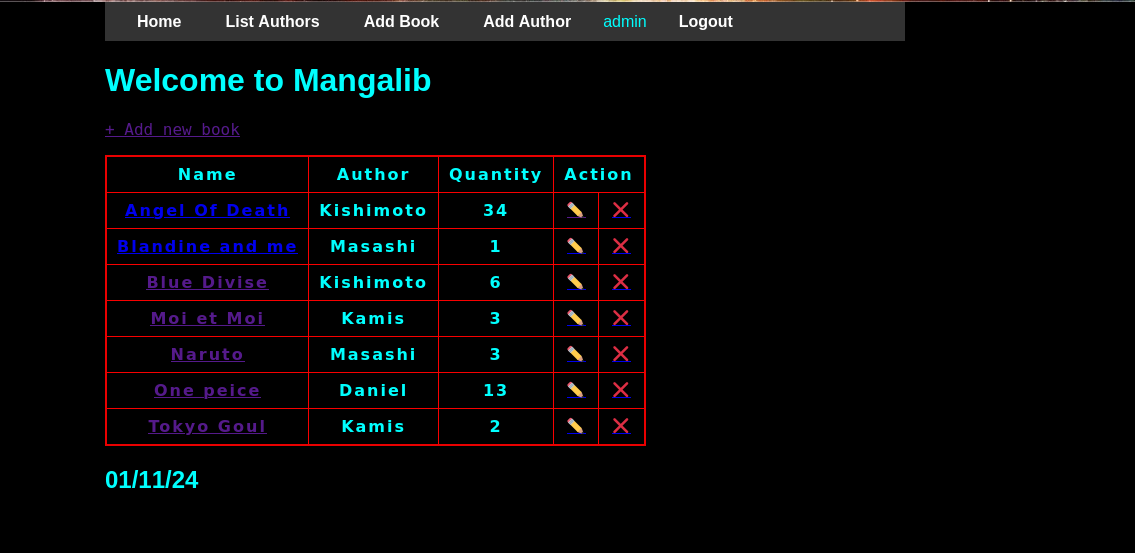 Home List Authors Add Book Add Author admin Logout
Welcome to Mangalib
+ Add new book
Name Author Quantity Action
Angel Of Death Kishimoto 34
Blandine and me Masashi 1
Blue Divise Kishimoto 6
Moi et Moi Kamis 3
Naruto Masashi 3
One peice Daniel 13
Tokyo Goul Kamis 2
01/11/24